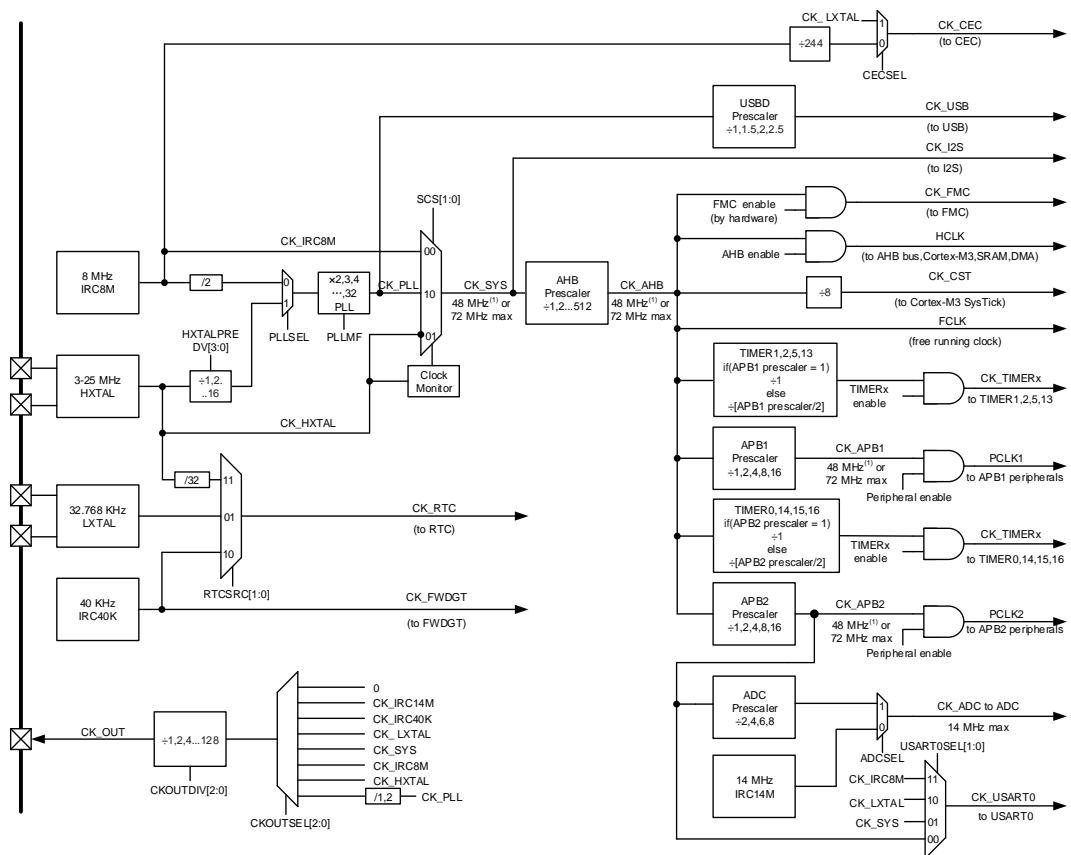 CK_LXTAL
1
0
÷244
CECSEL
CK_CEC
(to CEC)
USBD
Prescaler
÷1,1.5,2,2.5
CK_USB
(to USB)
CK_I2S
(to I2S)
SCS[1:0]
FMC enable
(by hardware)
CK_FMC
(to FMC)
AHB enable
HCLK
(to AHB bus,Cortex-M3,SRAM,DMA)
8 MHz
IRC8M
CK_IRC8M
/2
0
1
PLLSEL
×2,3,4
…,32
PLL
PLLMF
CK_PLL
00
10
01
CK_SYS
48 MHz(1) or
72 MHz max
AHB
Prescaler
÷1,2...512
CK_AHB
48 MHz(1) or
72 MHz max
÷8
CK_CST
(to Cortex-M3 SysTick)
FCLK
(free running clock)
HXTALPRE
DV[3:0]
3-25 MHz
HXTAL
÷1,2.
..16
Clock
Monitor
CK_HXTAL
TIMER1,2,5,13
if(APB1 prescaler = 1)
÷1
else
÷[APB1 prescaler/2]
TIMERx
enable
CK_TIMERx
to TIMER1,2,5,13
APB1
Prescaler
÷1,2,4,8,16
CK_APB1
48 MHz(1) or
72 MHz max
Peripheral enable
PCLK1
to APB1 peripherals
/32
11
01
10
32.768 KHz
LXTAL
CK_RTC
(to RTC)
RTCSRC[1:0]
TIMER0,14,15,16
if(APB2 prescaler = 1)
÷1
else
÷[APB2 prescaler/2]
TIMERx
enable
CK_TIMERx
to TIMER0,14,15,16
40 KHz
IRC40K
CK_FWDGT
(to FWDGT)
APB2
Prescaler
÷1,2,4,8,16
CK_APB2
48 MHz(1) or
72 MHz max
Peripheral enable
PCLK2
to APB2 peripherals
ADC
Prescaler
÷2,4,6,8
1
0
ADCSEL
CK_ADC to ADC
14 MHz max
14 MHz
IRC14M
USART0SEL[1:0]
CK_IRC8M
11
CK_LXTAL
10
CK_SYS
01
00
CK_USART0
to USART0
CK_OUT
÷1,2,4...128
CKOUTDIV[2:0]
0
CK_IRC14M
CK_IRC40K
CK_LXTAL
CK_SYS
CK_IRC8M
CK_HXTAL
/1,2
CK_PLL
CKOUTSEL[2:0]